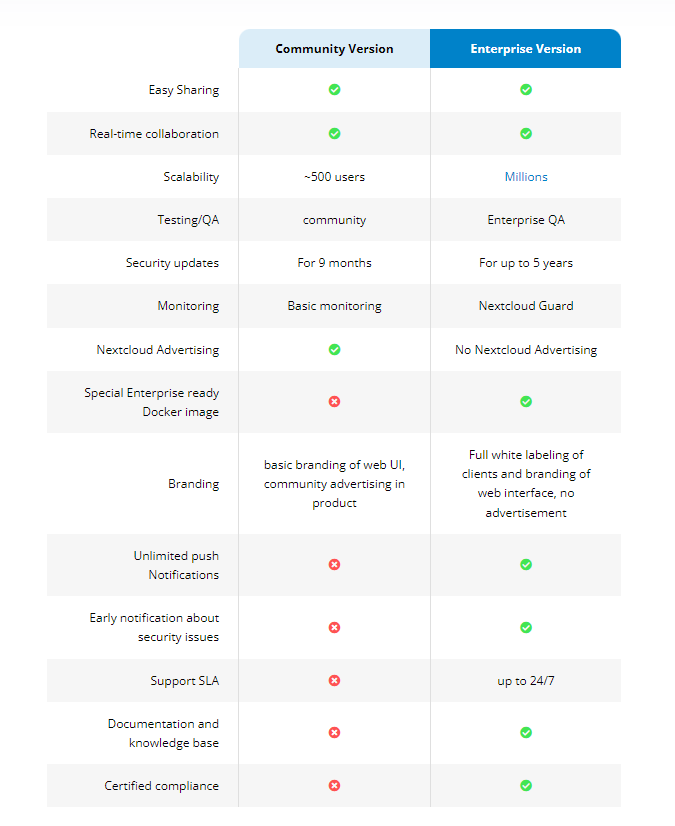 Community Version Enterprise Version
Easy Sharing
Real-time collaboration
Scalability ~500 users Millions
Testing/QA community Enterprise QA
Security updates For 9 months For up to 5 years
Monitoring Basic monitoring Nextcloud Guard
Nextcloud Advertising No Nextcloud Advertising
Special Enterprise ready
Docker image
Branding
basic branding of web UI,
community advertising in
product
Full white labeling of
clients and branding of
web interface, no
advertisement
Unlimited push
Notifications
Early notification about
security issues
Support SLA up to 24/7
Documentation and
knowledge base
Certified compliance